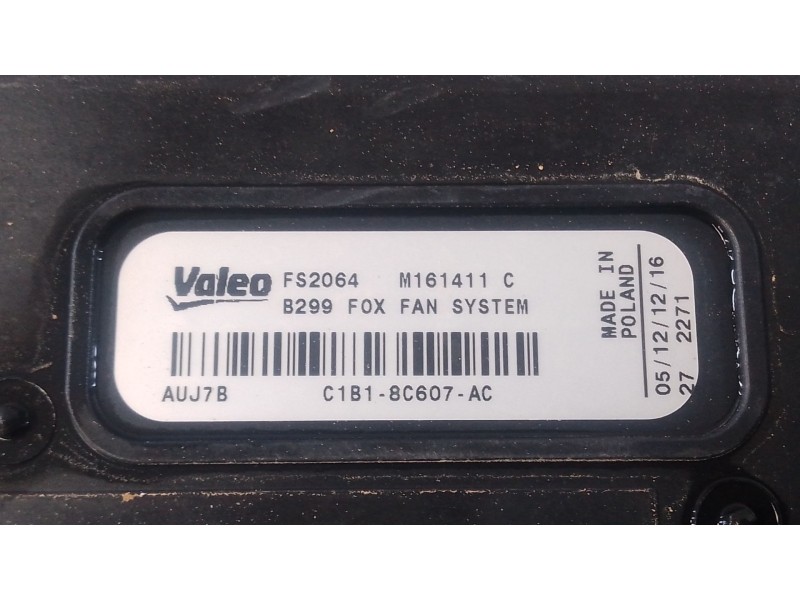 Valeo FS2064 M161411 C
B299 FOX FAN SYSTEM
AUJ7B C1B1-8C607-AC
MADE IN
POLAND
05/12/12/16
27 2271